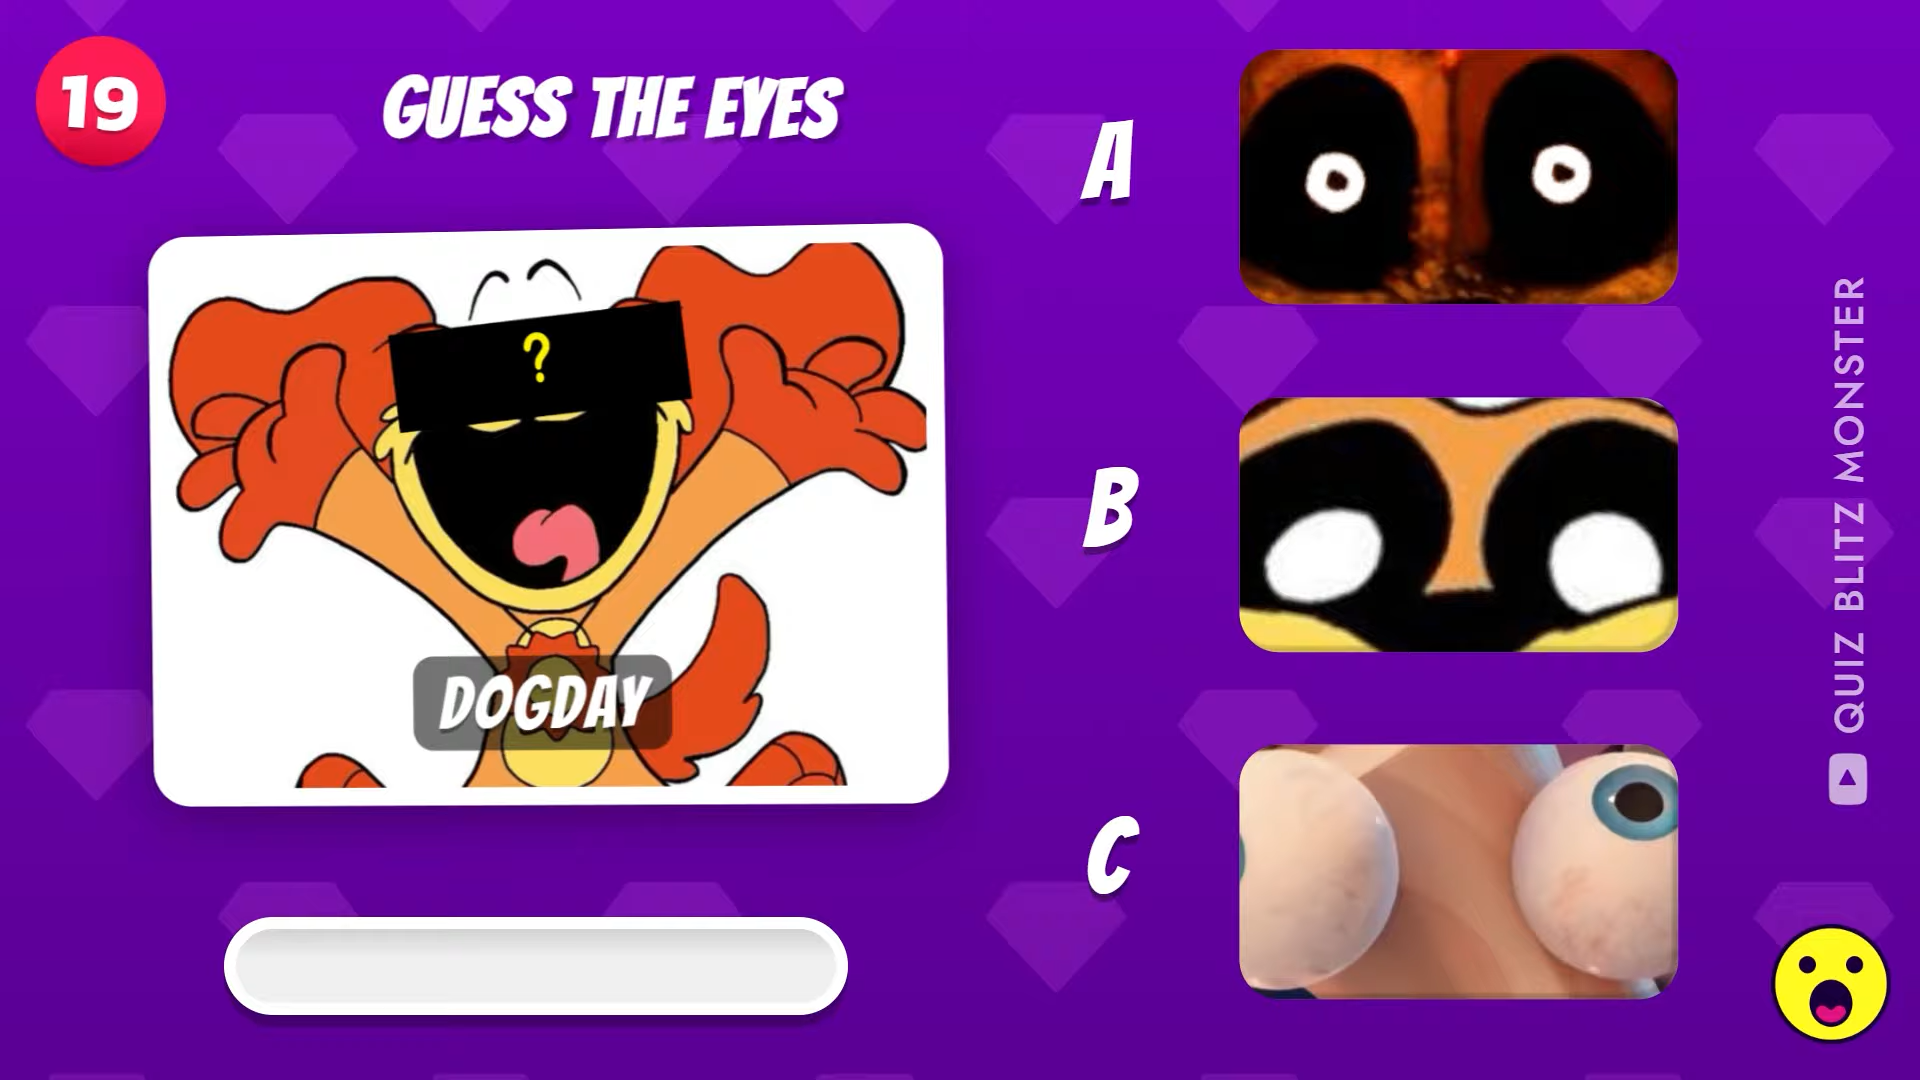 19
GUESS THE EYES
?
DOGDAY
A
B
C
QUIZ BLITZ MONSTER